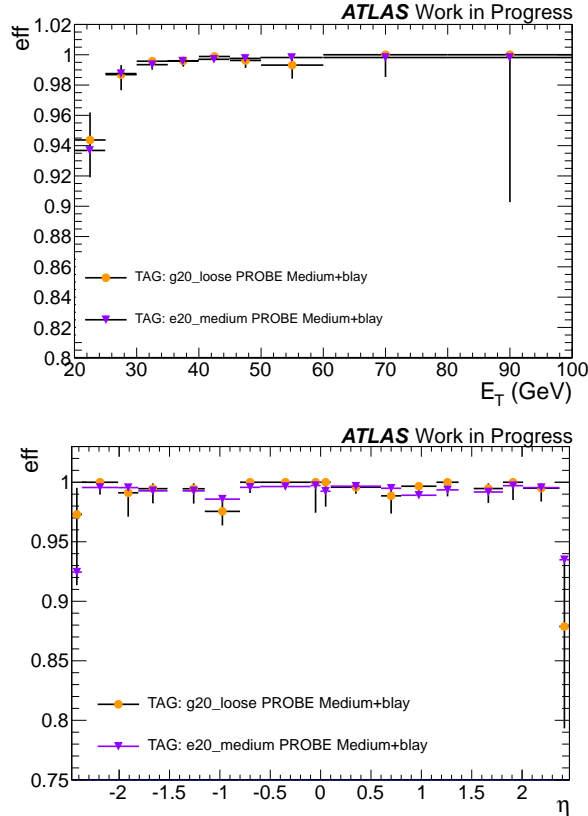 ATLAS Work in Progress
eff
1.02
1
0.98
0.96
0.94
0.92
0.9
0.88
0.86
0.84
0.82
0.8
TAG: g20_loose PROBE Medium+blay
TAG: e20_medium PROBE Medium+blay
20 30 40 50 60 70 80 90 100
E_T (GeV)
ATLAS Work in Progress
eff
1
0.95
0.9
0.85
0.8
0.75
TAG: g20_loose PROBE Medium+blay
TAG: e20_medium PROBE Medium+blay
-2 -1.5 -1 -0.5 0 0.5 1 1.5 2
η